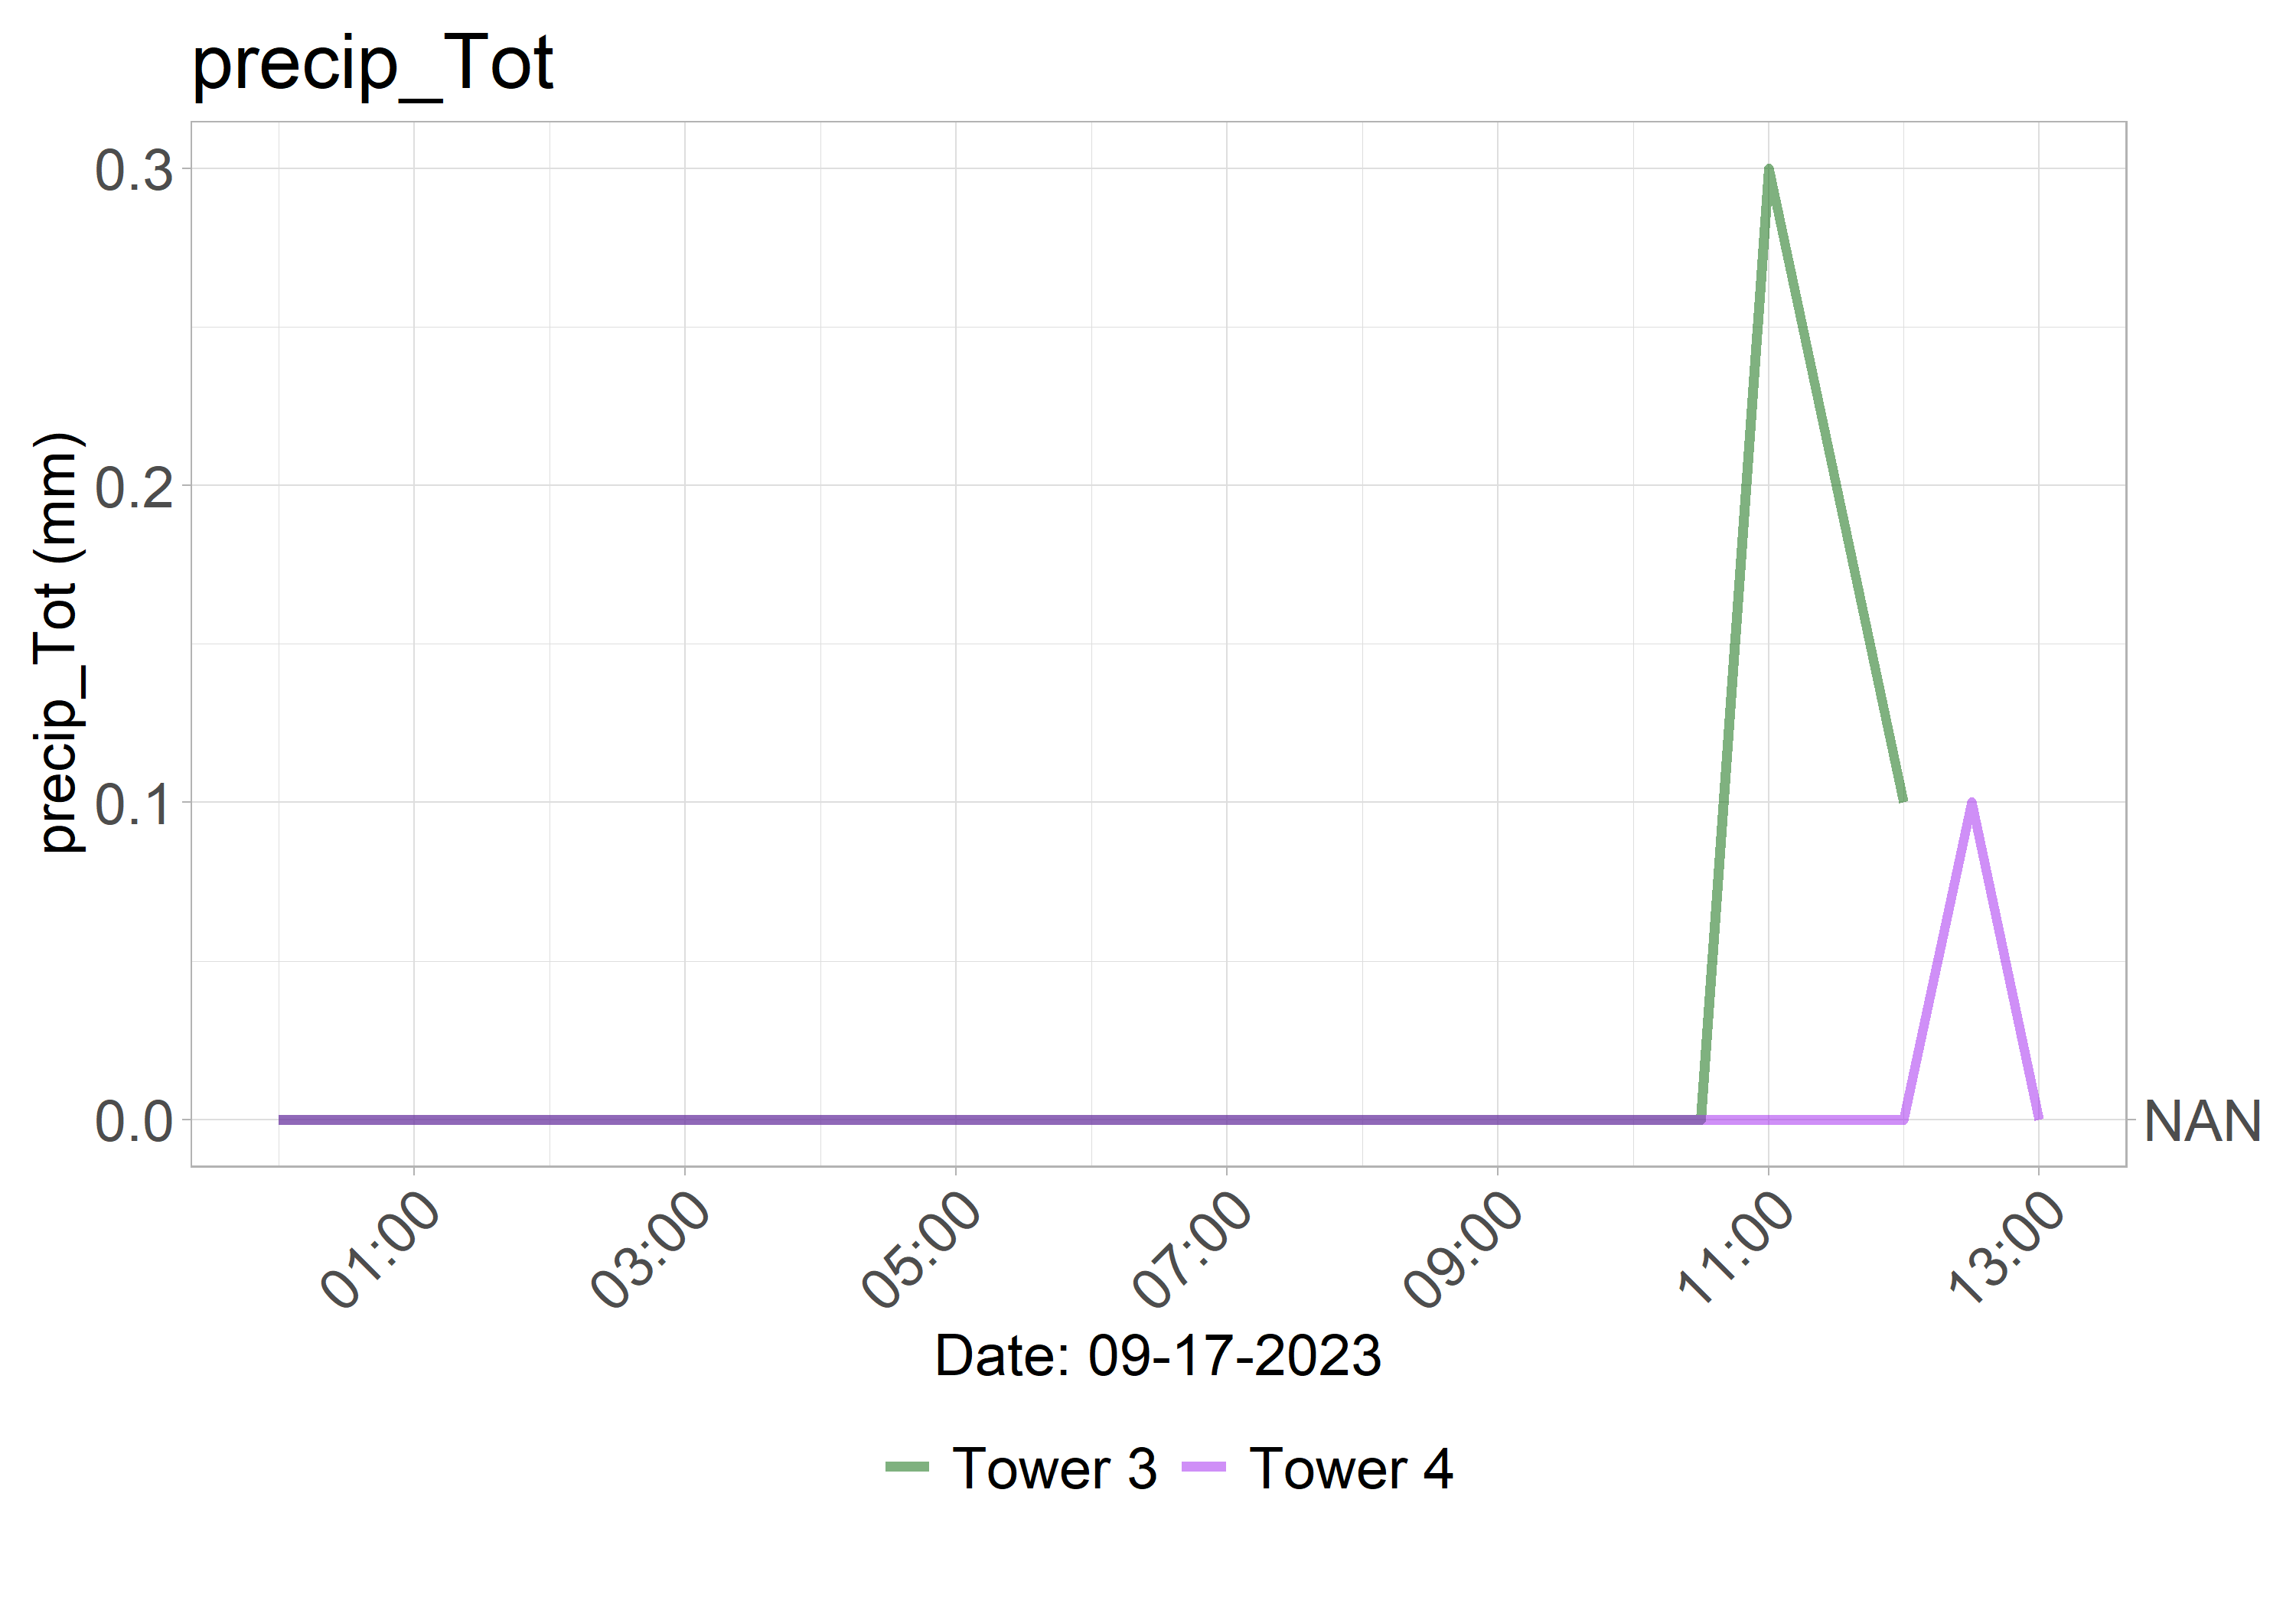 precip_Tot
precip_Tot (mm)
0.3
0.2
0.1
0.0
NAN
01:00
03:00
05:00
07:00
09:00
11:00
13:00
Date: 09-17-2023
Tower 3
Tower 4